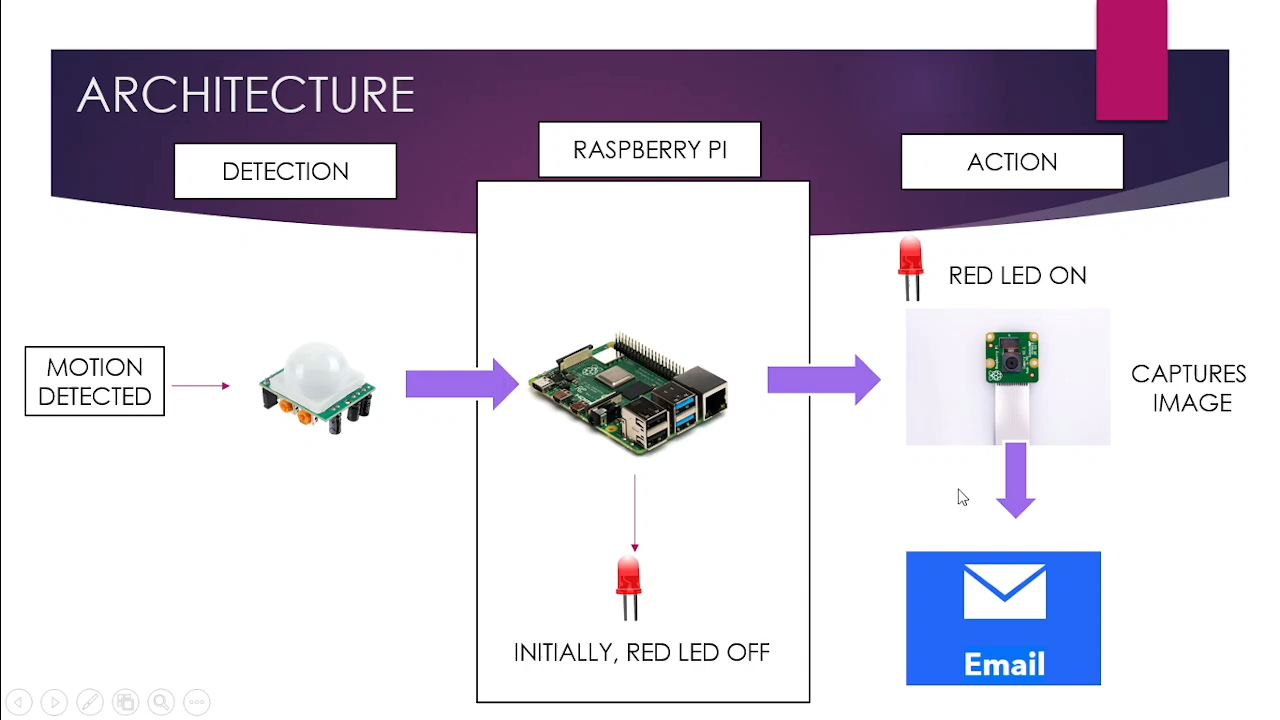 ARCHITECTURE
DETECTION
RASPBERRY PI
ACTION
MOTION
DETECTED
INITIALLY, RED LED OFF
RED LED ON
CAPTURES
IMAGE
Email